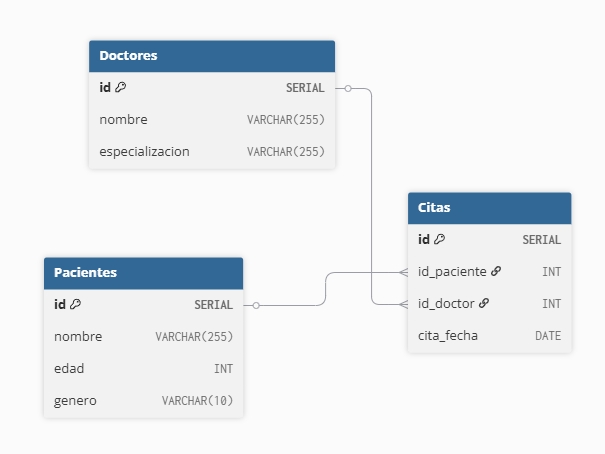 Doctores
id SERIAL
nombre VARCHAR(255)
especializacion VARCHAR(255)
Citas
id SERIAL
id_paciente INT
id_doctor INT
cita_fecha DATE
Pacientes
id SERIAL
nombre VARCHAR(255)
edad INT
genero VARCHAR(10)